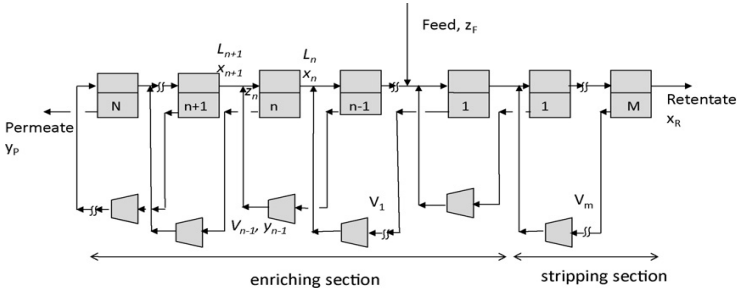 Feed, z_F
L_{n+1}
x_{n+1}
L_n
x_n
z_n
N
n+1
n
n-1
1
1
M
Retentate
x_R
Permeate
y_P
V_1
V_m
V_{n-1}, y_{n-1}
enriching section
stripping section